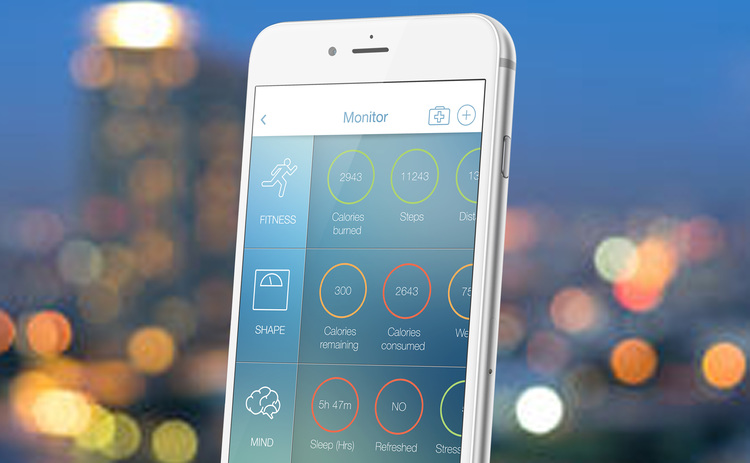 Monitor
2943
11243
13
FITNESS
Calories
burned
Steps
Dist
300
2643
75
SHAPE
Calories
remaining
Calories
consumed
We
5h 47m
NO
MIND
Sleep (Hrs)
Refreshed
Stress